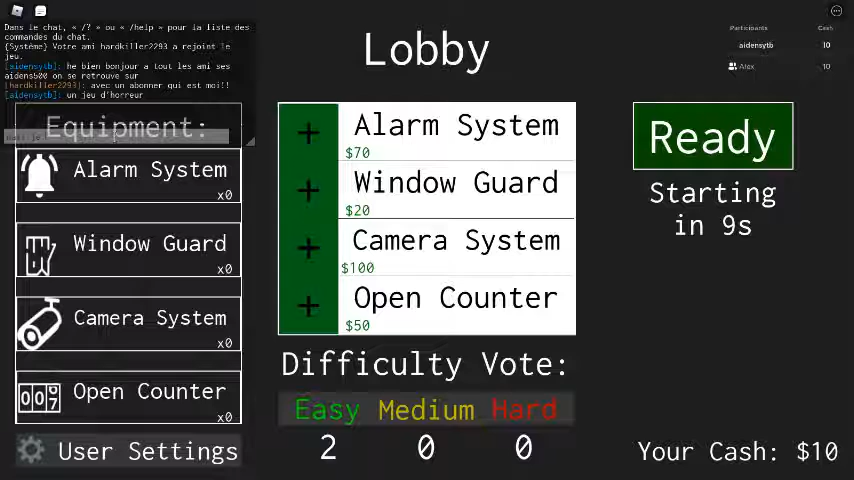 Dans le chat, « /? » ou « /help » pour la liste des
commandes du chat.
{Système} Votre ami hardkiller2293 a rejoint le
jeu.
[aidensytb]: he bien bonjour a tout les ami ses
aidens500 on se retrouve sur
[hardkiller2293]: avec un abonner qui est moi!!
[aidensytb]: un jeu d'horreur
Participants Cash
aidensytb 10
Alex 10
Lobby
Equipment:
Alarm System
x0
Window Guard
x0
Camera System
x0
Open Counter
x0
User Settings
+ Alarm System
$70
+ Window Guard
$20
+ Camera System
$100
+ Open Counter
$50
Difficulty Vote:
Easy Medium Hard
2 0 0
Ready
Starting
in 9s
Your Cash: $10